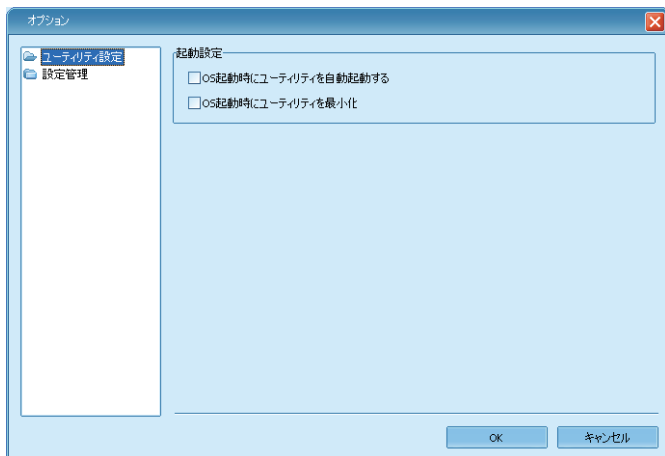 オプション
ユーティリティ設定
設定管理
起動設定
OS起動時にユーティリティを自動起動する
OS起動時にユーティリティを最小化
OK
キャンセル